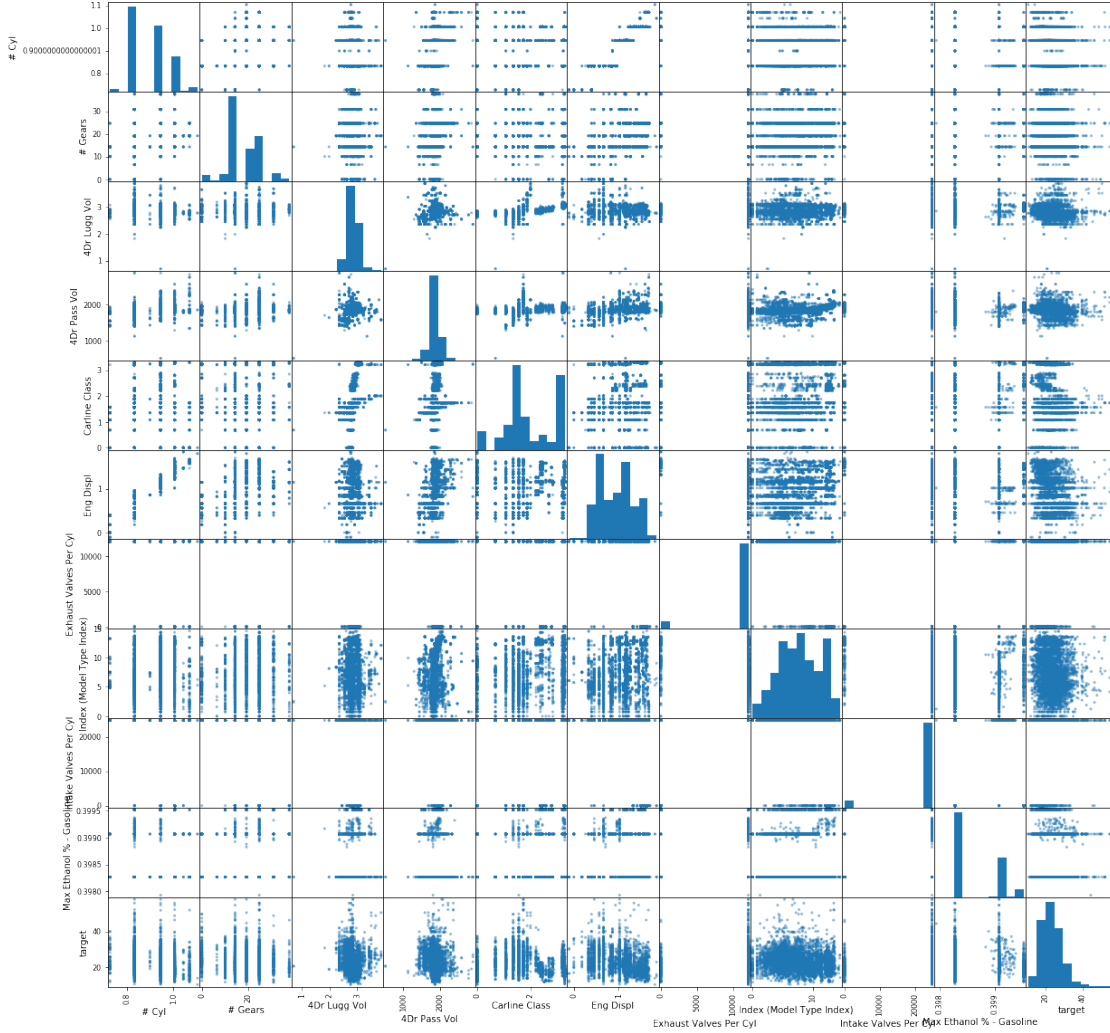 1.1
1.0
0.9000000000000001
0.8
# Cyl
30
20
10
0
# Gears
3
2
1
4Dr Lugg Vol
2000
1000
4Dr Pass Vol
3
2
1
0
Carline Class
1
0
Eng Displ
10000
5000
0
Exhaust Valves Per Cyl
15
10
5
0
Index (Model Type Index)
20000
10000
0
Intake Valves Per Cyl
0.3995
0.3990
0.3985
0.3980
Max Ethanol % - Gasoline
40
20
target
0.8 1.0 0 20 1 2 3 1000 2000 0 2 0 1 0 5000 10000 0 10 0 10000 20000 0.398 0.399 20 40
# Cyl # Gears 4Dr Lugg Vol 4Dr Pass Vol Carline Class Eng Displ Exhaust Valves Per Cyl Index (Model Type Index) Intake Valves Per Cyl Max Ethanol % - Gasoline target